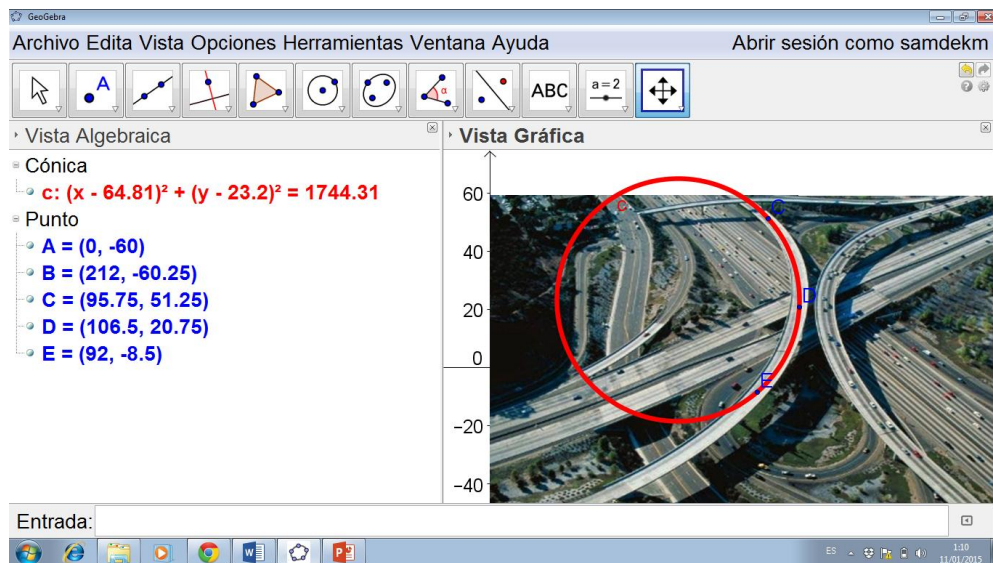 GeoGebra
Archivo Edita Vista Opciones Herramientas Ventana Ayuda
Abrir sesión como samdekm
A
α
ABC
a = 2
Vista Algebraica
Cónica
c: (x - 64.81)² + (y - 23.2)² = 1744.31
Punto
A = (0, -60)
B = (212, -60.25)
C = (95.75, 51.25)
D = (106.5, 20.75)
E = (92, -8.5)
Vista Gráfica
60
40
20
0
−20
−40
c
C
D
E
Entrada:
ES
1:10
11/01/2015